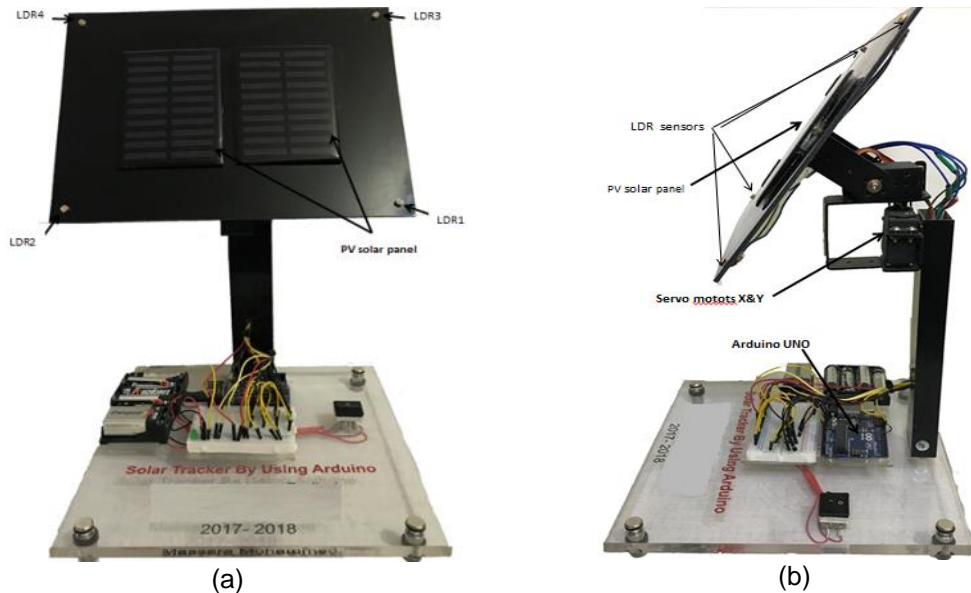 LDR4
LDR3
LDR2
LDR1
PV solar panel
Solar Tracker By Using Arduino
2017- 2018
(a)
LDR sensors
PV solar panel
Servo motots X&Y
Arduino UNO
Solar Tracker By Using Arduino
2017-2018
(b)